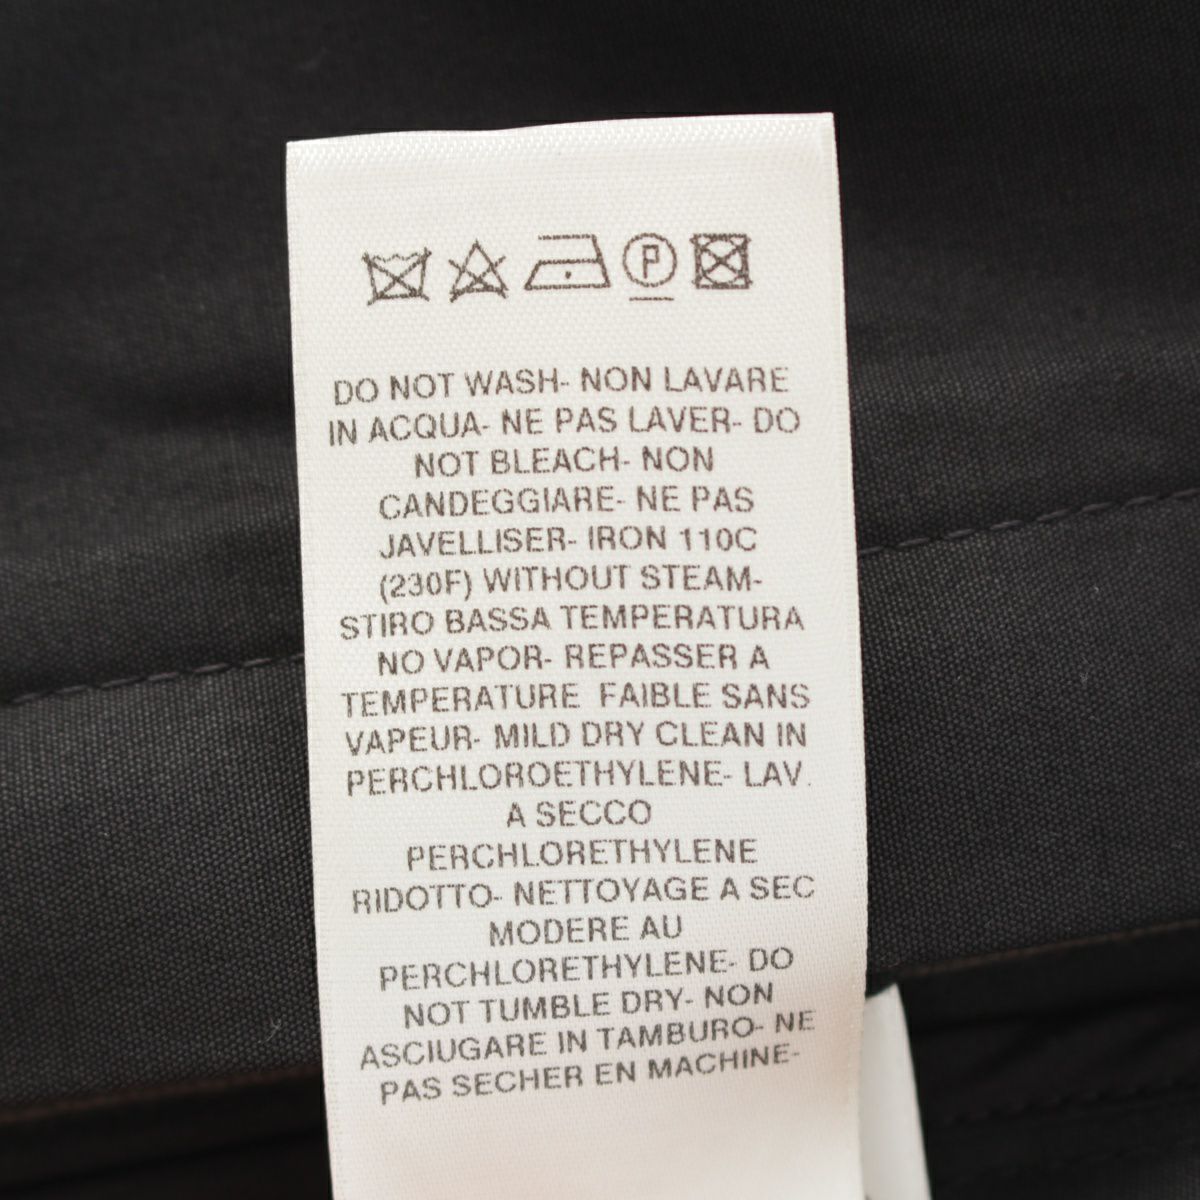 P
DO NOT WASH- NON LAVARE
IN ACQUA- NE PAS LAVER- DO
NOT BLEACH- NON
CANDEGGIARE- NE PAS
JAVELLISER- IRON 110C
(230F) WITHOUT STEAM-
STIRO BASSA TEMPERATURA
NO VAPOR- REPASSER A
TEMPERATURE FAIBLE SANS
VAPEUR- MILD DRY CLEAN IN
PERCHLOROETHYLENE- LAV.
A SECCO
PERCHLORETHYLENE
RIDOTTO- NETTOYAGE A SEC
MODERE AU
PERCHLORETHYLENE- DO
NOT TUMBLE DRY- NON
ASCIUGARE IN TAMBURO- NE
PAS SECHER EN MACHINE-